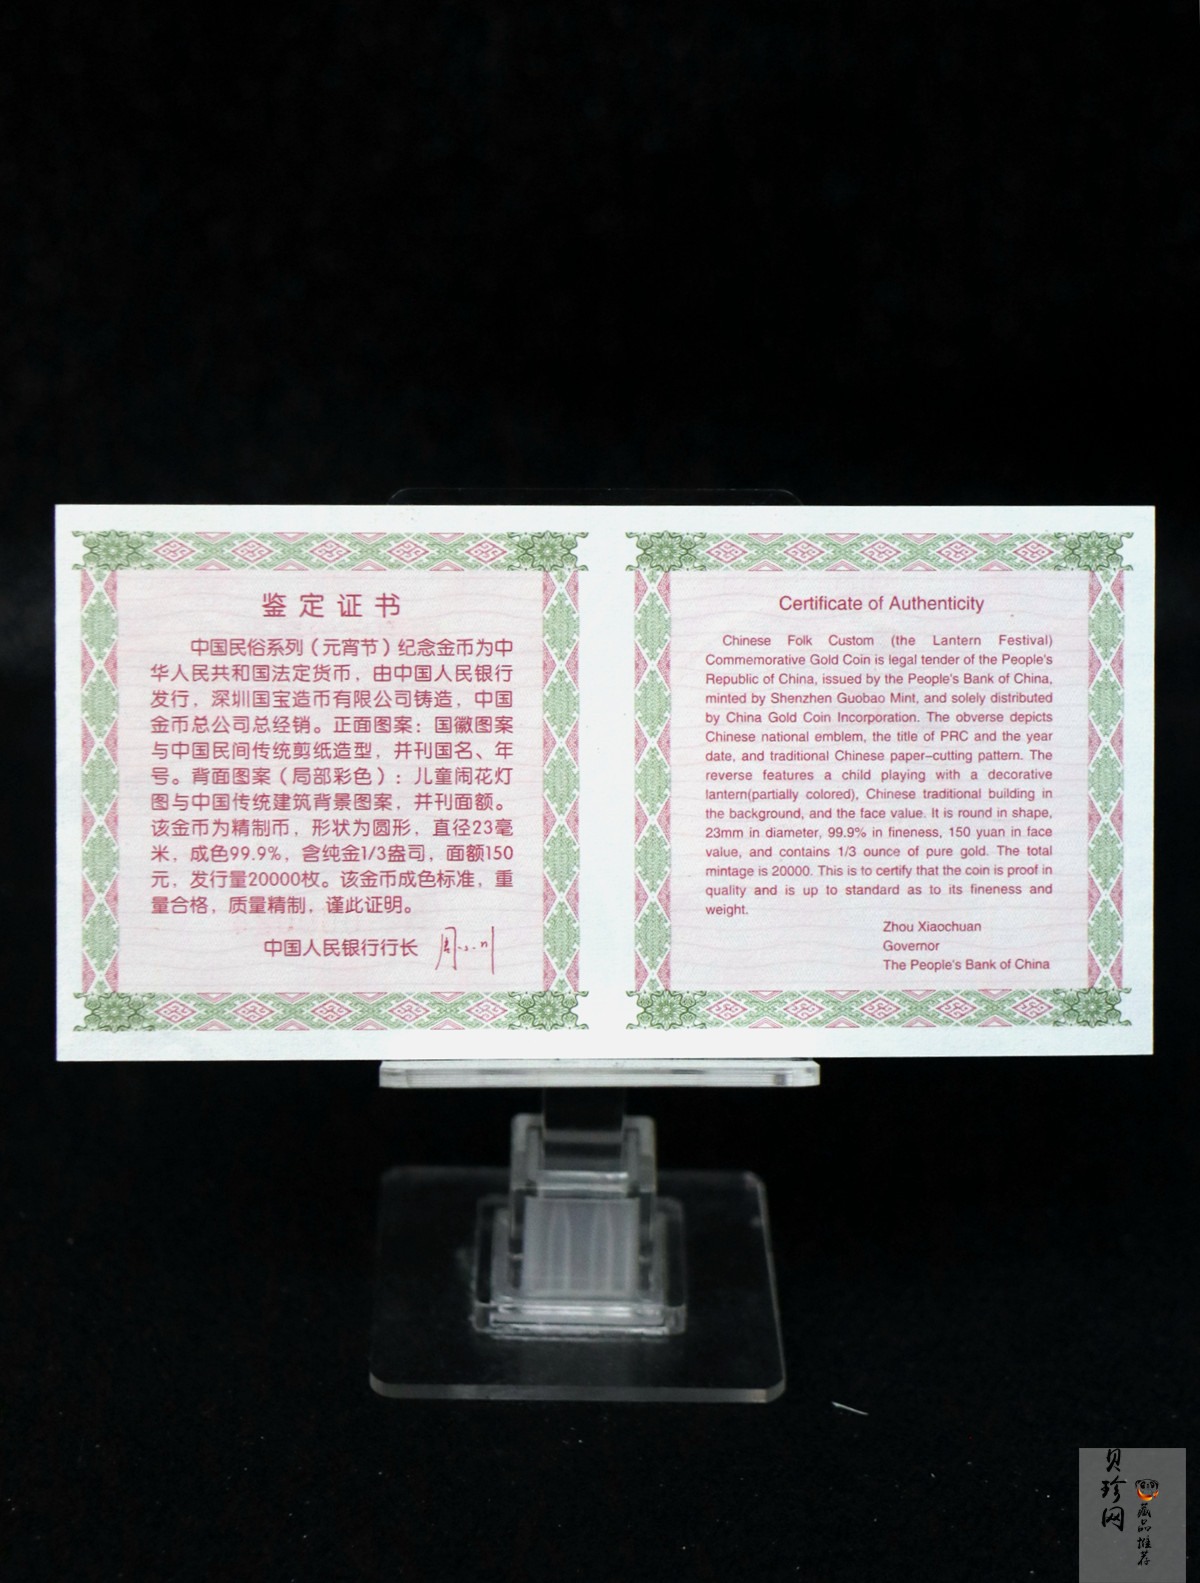 鉴定证书
中国民俗系列（元宵节）纪念金币为中
华人民共和国法定货币，由中国人民银行
发行，深圳国宝造币有限公司铸造，中国
金币总公司总经销。正面图案：国徽图案
与中国民间传统剪纸造型，并刊国名、年
号。背面图案（局部彩色）：儿童闹花灯
图与中国传统建筑背景图案，并刊面额。
该金币为精制币，形状为圆形，直径23毫
米，成色99.9%，含纯金1/3盎司，面额150
元，发行量20000枚。该金币成色标准，重
量合格，质量精制，谨此证明。
中国人民银行行长
Certificate of Authenticity
Chinese Folk Custom (the Lantern Festival)
Commemorative Gold Coin is legal tender of the People's
Republic of China, issued by the People's Bank of China,
minted by Shenzhen Guobao Mint, and solely distributed
by China Gold Coin Incorporation. The obverse depicts
Chinese national emblem, the title of PRC and the year
date, and traditional Chinese paper–cutting pattern. The
reverse features a child playing with a decorative
lantern(partially colored), Chinese traditional building in
the background, and the face value. It is round in shape,
23mm in diameter, 99.9% in fineness, 150 yuan in face
value, and contains 1/3 ounce of pure gold. The total
mintage is 20000. This is to certify that the coin is proof in
quality and is up to standard as to its fineness and
weight.
Zhou Xiaochuan
Governor
The People's Bank of China
贝珍网
藏品推荐